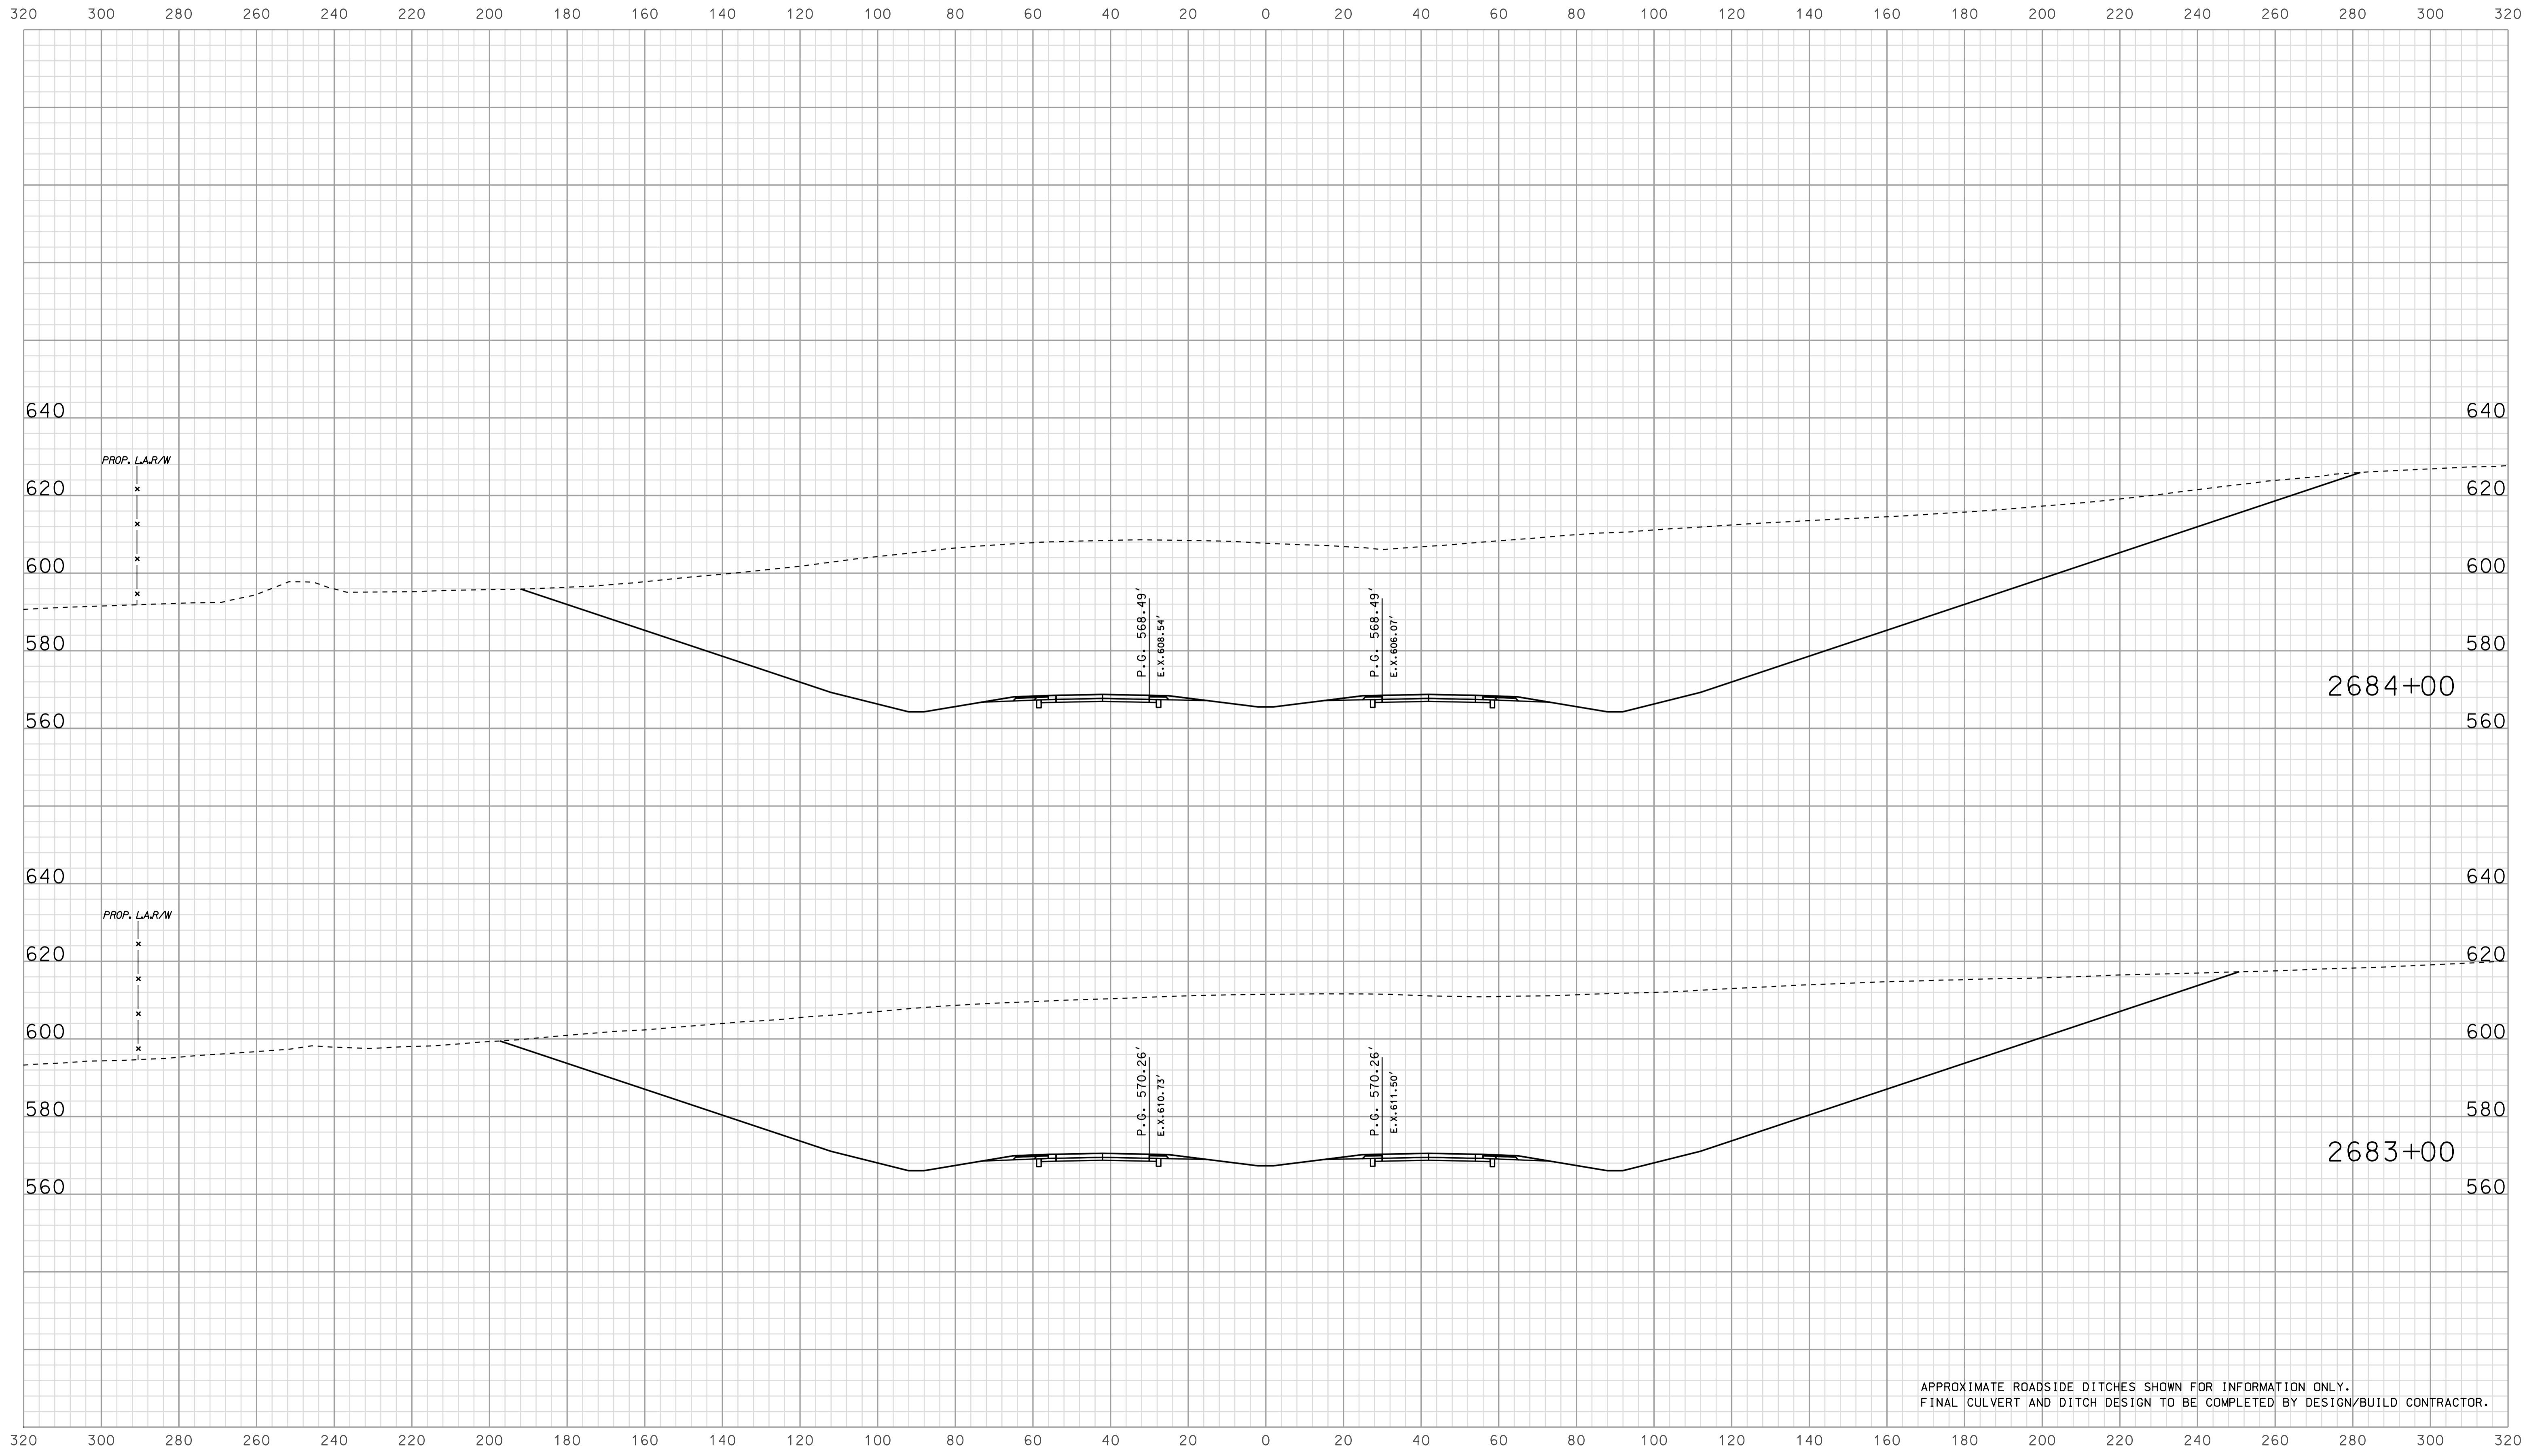 320 300 280 260 240 220 200 180 160 140 120 100 80 60 40 20 0 20 40 60 80 100 120 140 160 180 200 220 240 260 280 300 320
640 640
PROP. L.A.R/W
620 620
600 600
P.G. 568.49'
E.X.608.54'
P.G. 568.49'
E.X.606.07'
580 580
2684+00
560 560
640 640
PROP. L.A.R/W
620 620
600 600
P.G. 570.26'
E.X.610.73'
P.G. 570.26'
E.X.611.50'
580 580
2683+00
560 560
APPROXIMATE ROADSIDE DITCHES SHOWN FOR INFORMATION ONLY.
FINAL CULVERT AND DITCH DESIGN TO BE COMPLETED BY DESIGN/BUILD CONTRACTOR.
320 300 280 260 240 220 200 180 160 140 120 100 80 60 40 20 0 20 40 60 80 100 120 140 160 180 200 220 240 260 280 300 320